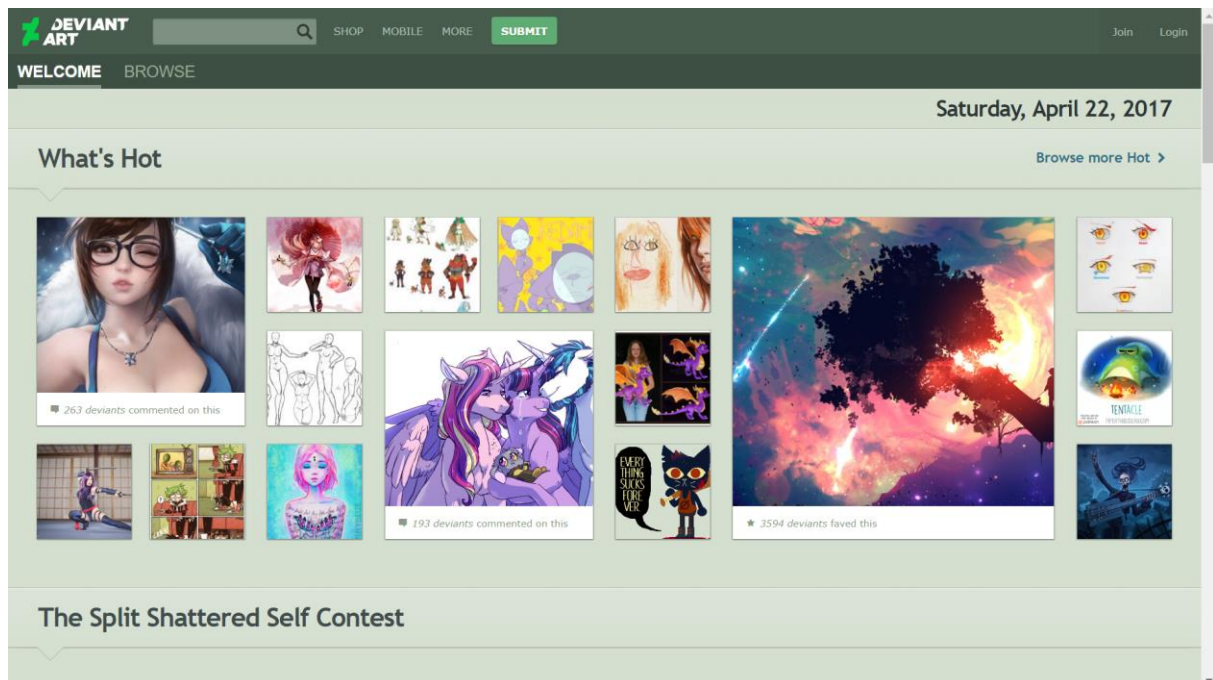 DEVIANT ART
SHOP MOBILE MORE SUBMIT Join Login
WELCOME BROWSE
Saturday, April 22, 2017
What's Hot
Browse more Hot >
263 deviants commented on this
193 deviants commented on this
EVERY
THING
SUCKS
FORE
VER
3594 deviants faved this
TENTACLE
The Split Shattered Self Contest